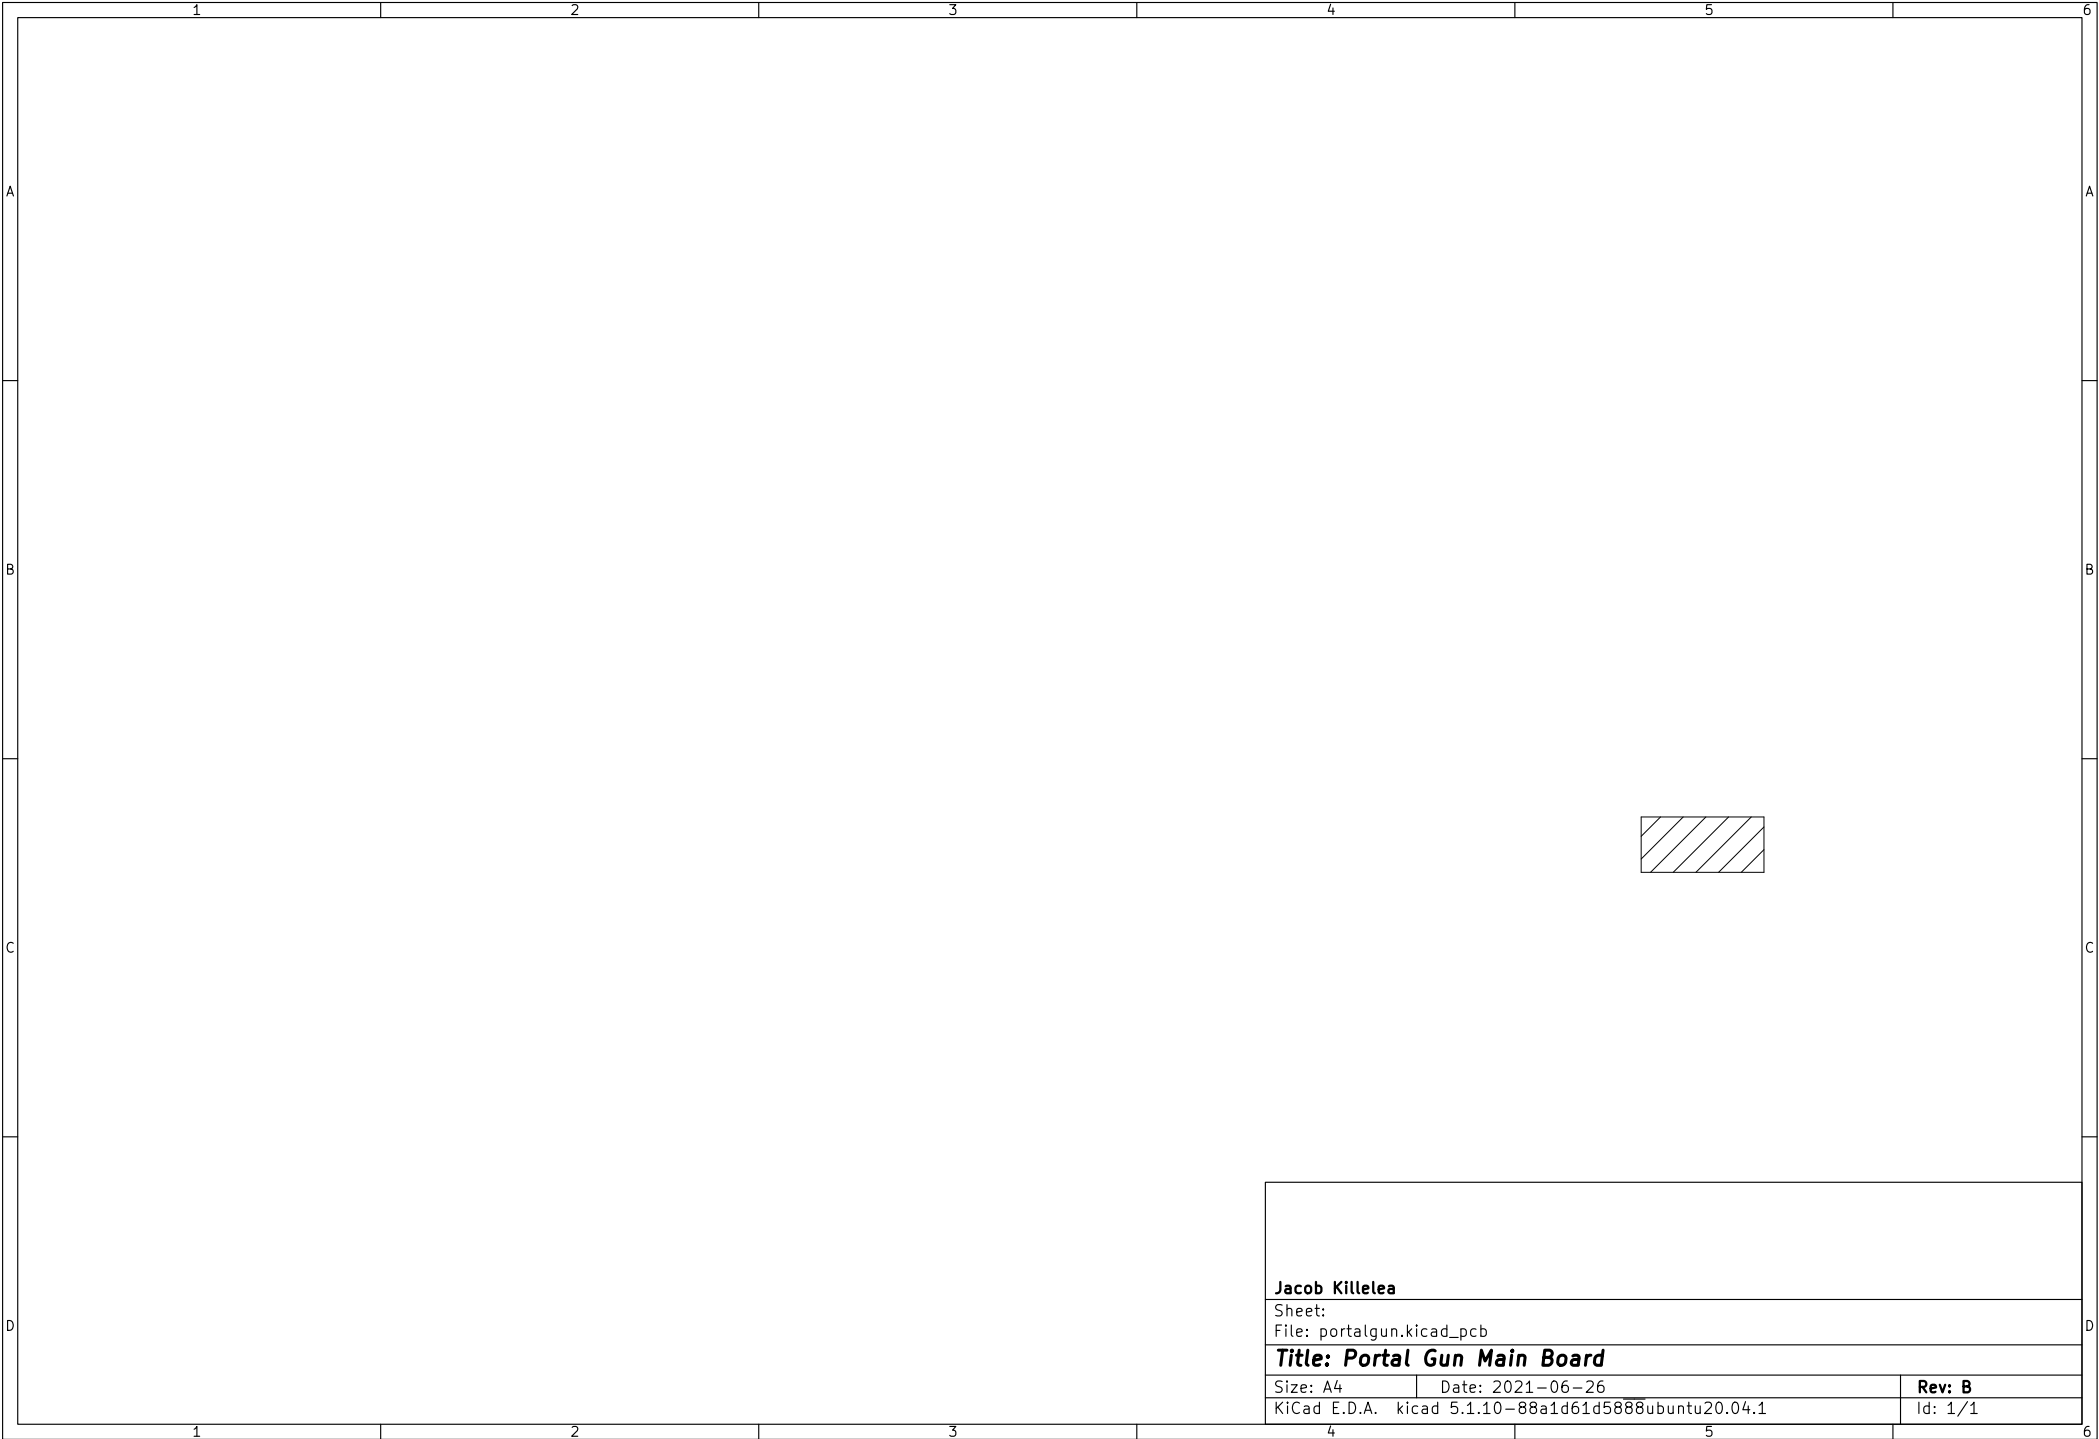 1 2 3 4 5 6
A A
B B
C C
Jacob Killelea
Sheet:
File: portalgun.kicad_pcb
D D
Title: Portal Gun Main Board
Size: A4 Date: 2021-06-26 Rev: B
KiCad E.D.A. kicad 5.1.10-88a1d61d5888ubuntu20.04.1 Id: 1/1
1 2 3 4 5 6